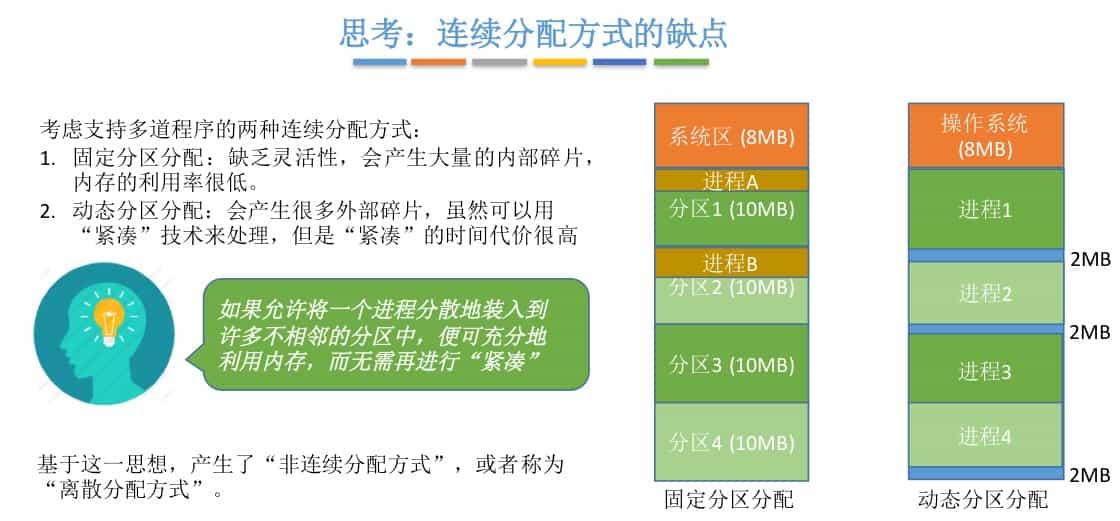 思考：连续分配方式的缺点
考虑支持多道程序的两种连续分配方式：
1. 固定分区分配：缺乏灵活性，会产生大量的内部碎片，
内存的利用率很低。
2. 动态分区分配：会产生很多外部碎片，虽然可以用
“紧凑”技术来处理，但是“紧凑”的时间代价很高
如果允许将一个进程分散地装入到
许多不相邻的分区中，便可充分地
利用内存，而无需再进行“紧凑”
基于这一思想，产生了“非连续分配方式”，或者称为
“离散分配方式”。
系统区 (8MB)
进程A
分区1 (10MB)
进程B
分区2 (10MB)
分区3 (10MB)
分区4 (10MB)
固定分区分配
操作系统
(8MB)
进程1
2MB
进程2
2MB
进程3
进程4
2MB
动态分区分配